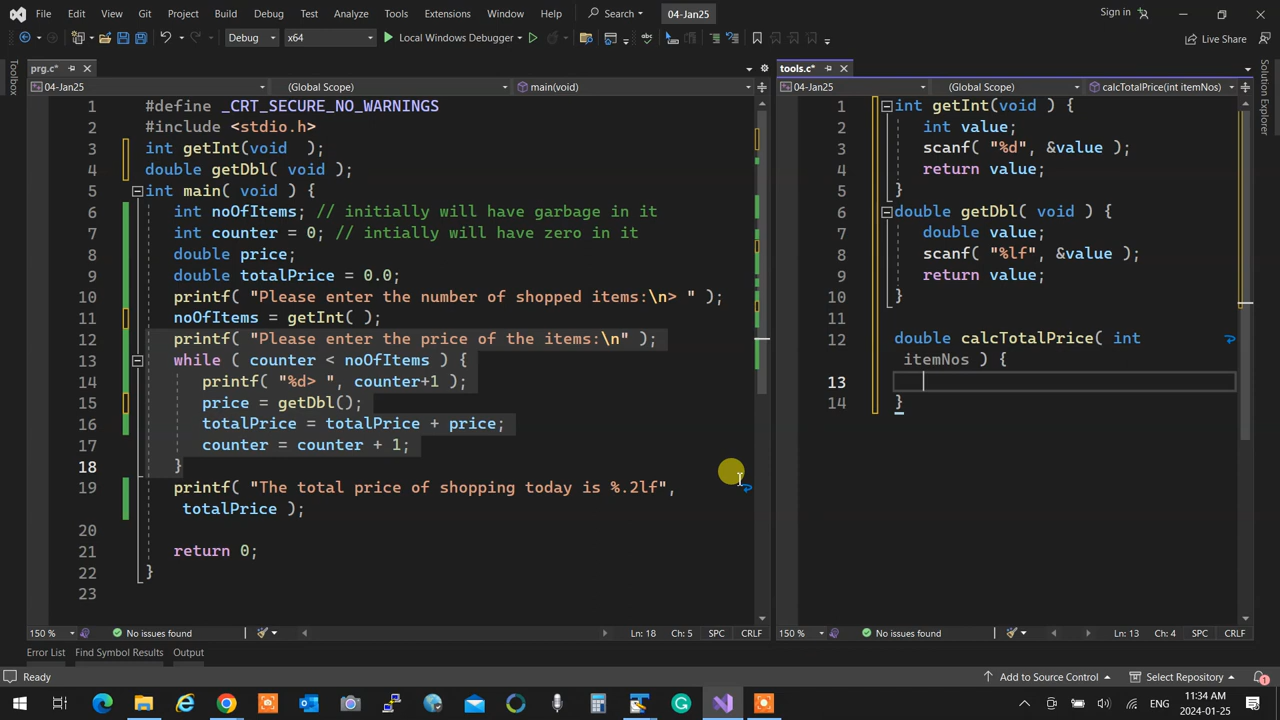 File Edit View Git Project Build Debug Test Analyze Tools Extensions Window Help Search 04-Jan25 Sign in
Debug x64 Local Windows Debugger Live Share
Toolbox
prg.c*
04-Jan25 (Global Scope) main(void)
1 #define _CRT_SECURE_NO_WARNINGS
2 #include <stdio.h>
3 int getInt(void  );
4 double getDbl( void );
5 int main( void ) {
6 int noOfItems; // initially will have garbage in it
7 int counter = 0; // intially will have zero in it
8 double price;
9 double totalPrice = 0.0;
10 printf( "Please enter the number of shopped items:\n> " );
11 noOfItems = getInt( );
12 printf( "Please enter the price of the items:\n" );
13 while ( counter < noOfItems ) {
14 printf( "%d> ", counter+1 );
15 price = getDbl();
16 totalPrice = totalPrice + price;
17 counter = counter + 1;
18 }
19 printf( "The total price of shopping today is %.2lf",
totalPrice );
20
21 return 0;
22 }
23
150 % No issues found Ln: 18 Ch: 5 SPC CRLF
tools.c*
04-Jan25 (Global Scope) calcTotalPrice(int itemNos)
1 int getInt(void ) {
2 int value;
3 scanf( "%d", &value );
4 return value;
5 }
6 double getDbl( void ) {
7 double value;
8 scanf( "%lf", &value );
9 return value;
10 }
11
12 double calcTotalPrice( int
itemNos ) {
13
14 }
150 % No issues found Ln: 13 Ch: 4 SPC CRLF
Solution Explorer
Error List Find Symbol Results Output
Ready Add to Source Control Select Repository 1
ENG 11:34 AM
2024-01-25